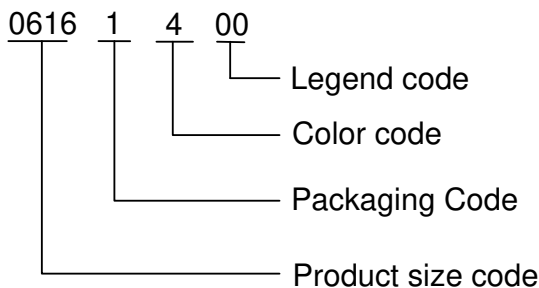 0616 1 4 00
Legend code
Color code
Packaging Code
Product size code